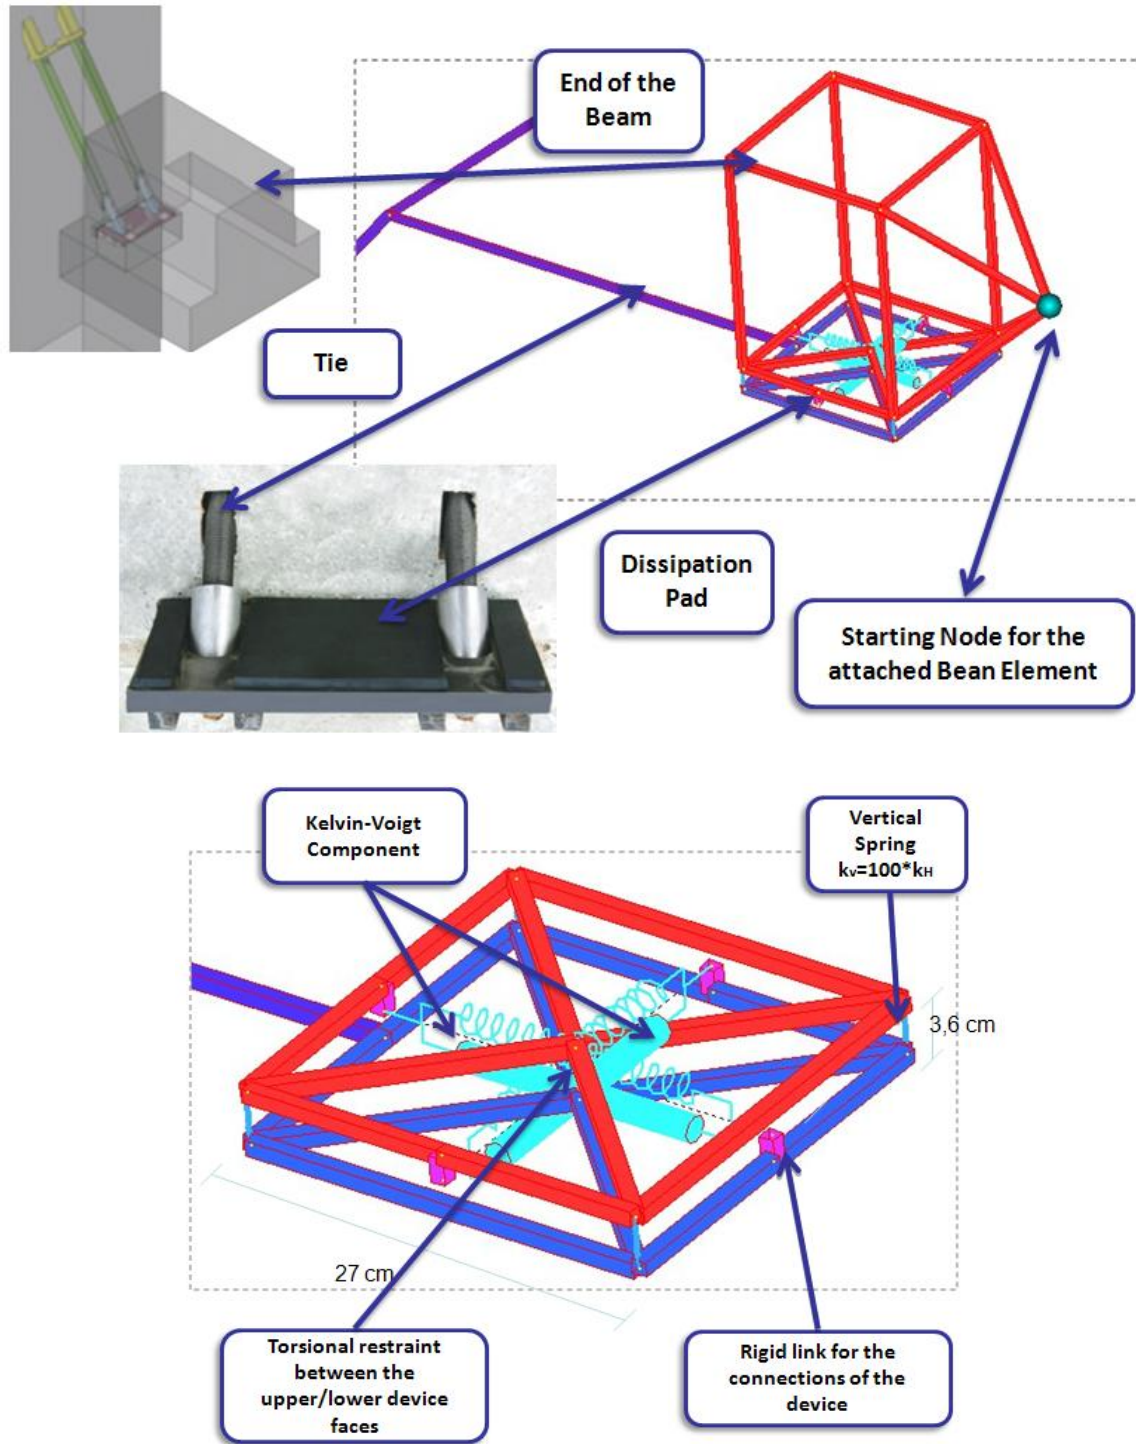 End of the
Beam
Tie
Dissipation
Pad
Starting Node for the
attached Bean Element
Kelvin-Voigt
Component
Vertical
Spring
kv=100*kH
3,6 cm
27 cm
Torsional restraint
between the
upper/lower device
faces
Rigid link for the
connections of the
device